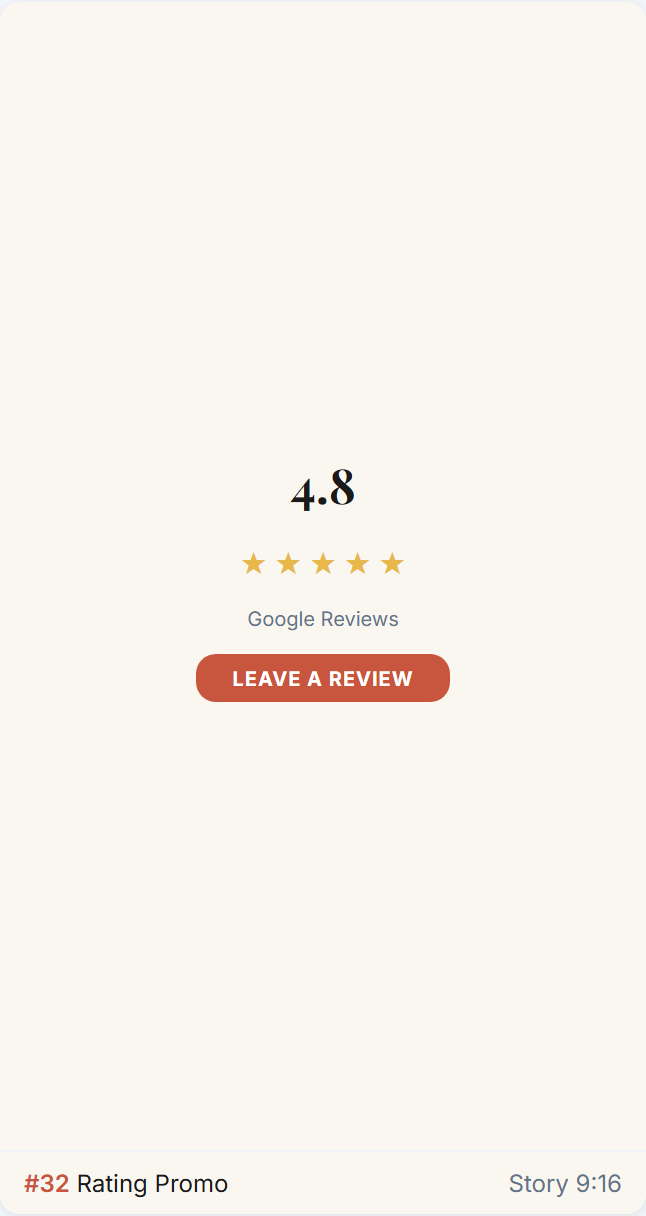 4.8
★★★★★
Google Reviews
LEAVE A REVIEW
#32 Rating Promo
Story 9:16